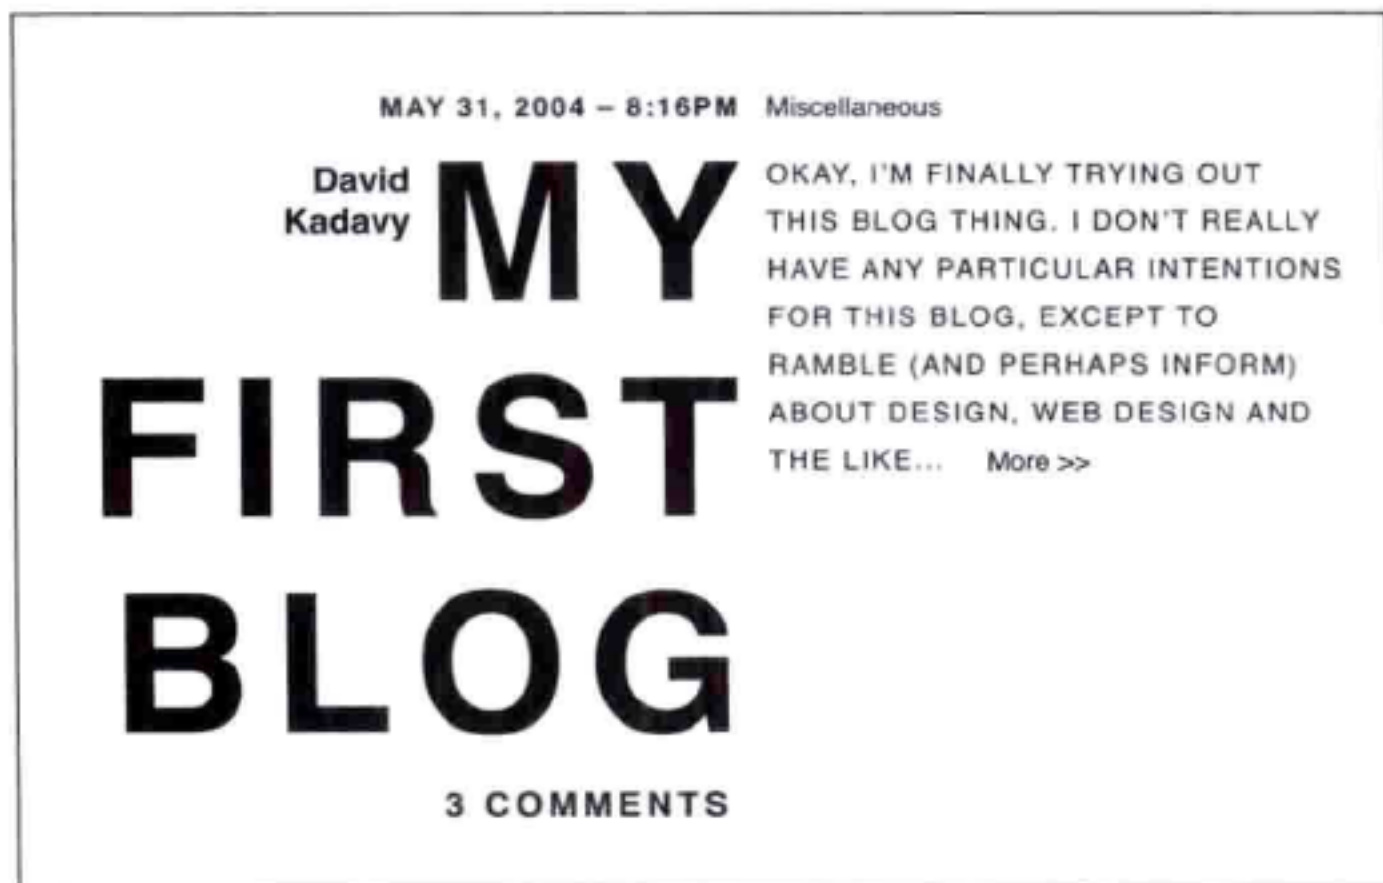 MAY 31, 2004 – 8:16PM Miscellaneous
David
Kadavy
MY
FIRST
BLOG
3 COMMENTS
OKAY, I'M FINALLY TRYING OUT
THIS BLOG THING. I DON'T REALLY
HAVE ANY PARTICULAR INTENTIONS
FOR THIS BLOG, EXCEPT TO
RAMBLE (AND PERHAPS INFORM)
ABOUT DESIGN, WEB DESIGN AND
THE LIKE... More >>